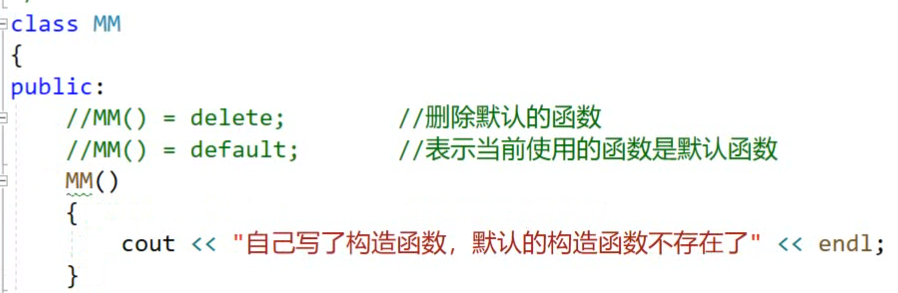 class MM
{
public:
//MM() = delete; //删除默认的函数
//MM() = default; //表示当前使用的函数是默认函数
MM()
{
cout << "自己写了构造函数，默认的构造函数不存在了" << endl;
}